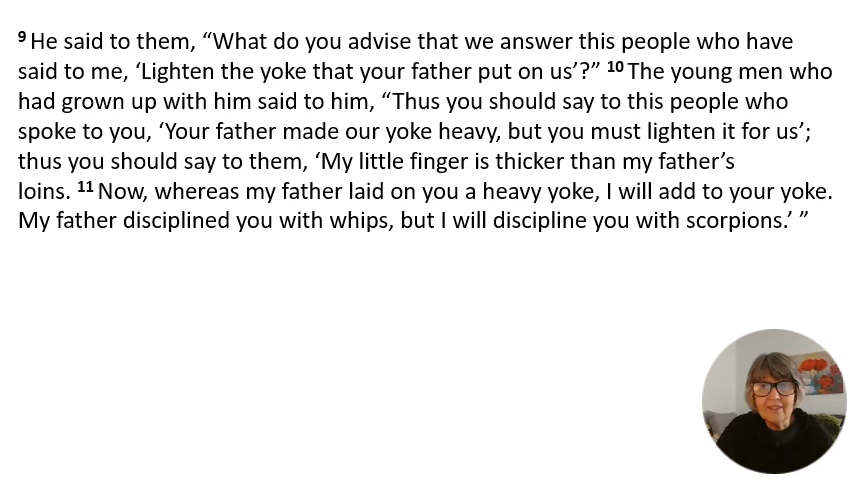 9 He said to them, “What do you advise that we answer this people who have
said to me, ‘Lighten the yoke that your father put on us’?” 10 The young men who
had grown up with him said to him, “Thus you should say to this people who
spoke to you, ‘Your father made our yoke heavy, but you must lighten it for us’;
thus you should say to them, ‘My little finger is thicker than my father’s
loins. 11 Now, whereas my father laid on you a heavy yoke, I will add to your yoke.
My father disciplined you with whips, but I will discipline you with scorpions.’ ”